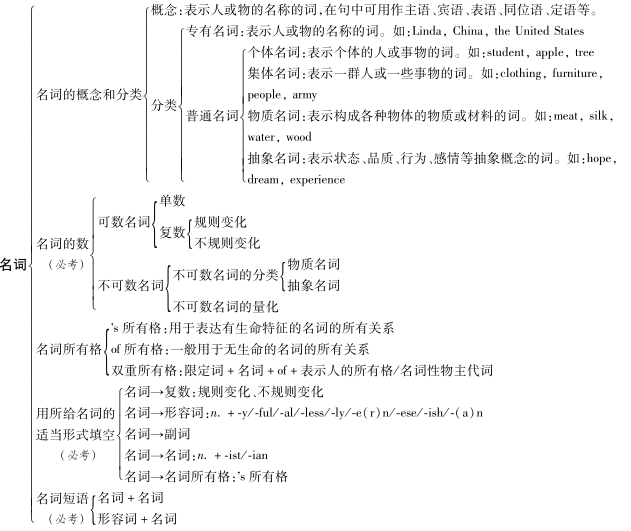 概念:表示人或物的名称的词,在句中可用作主语、宾语、表语、同位语、定语等。
专有名词:表示人或物的名称的词。如:Linda, China, the United States
个体名词:表示个体的人或事物的词。如:student, apple, tree
集体名词:表示一群人或一些事物的词。如:clothing, furniture,
名词的概念和分类
people, army
分类
普通名词
物质名词:表示构成各种物体的物质或材料的词。如:meat, silk,
water, wood
抽象名词:表示状态、品质、行为、感情等抽象概念的词。如:hope,
dream, experience
单数
可数名词
规则变化
复数
名词的数
不规则变化
(必考)
名词
物质名词
不可数名词的分类
不可数名词
抽象名词
不可数名词的量化
's 所有格:用于表达有生命特征的名词的所有关系
名词所有格
of 所有格:一般用于无生命的名词的所有关系
双重所有格:限定词+名词+of+表示人的所有格/名词性物主代词
名词→复数:规则变化、不规则变化
用所给名词的
名词→形容词:n. +-y/-ful/-al/-less/-ly/-e(r)n/-ese/-ish/-(a)n
适当形式填空
名词→副词
(必考)
名词→名词:n. +-ist/-ian
名词→名词所有格:'s 所有格
名词短语
名词+名词
(必考)
形容词+名词